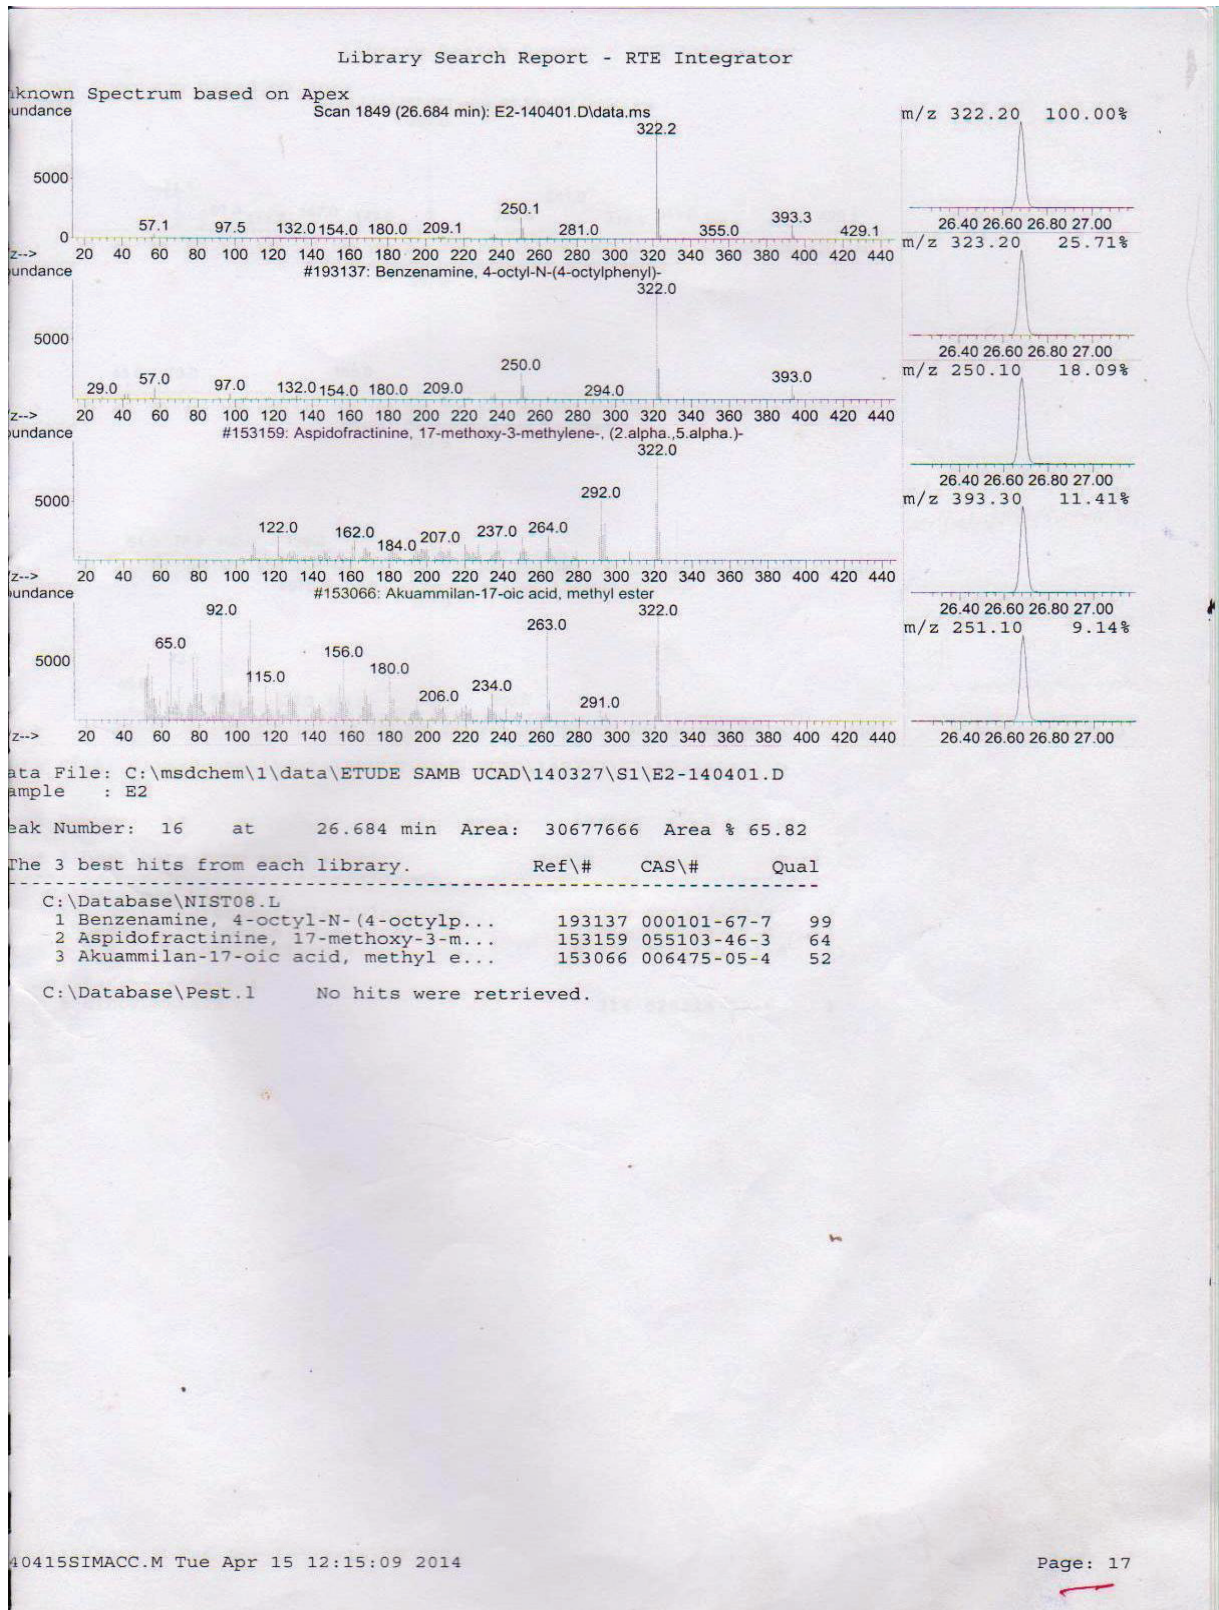 Library Search Report - RTE Integrator
known Spectrum based on Apex
undance
Scan 1849 (26.684 min): E2-140401.D\data.ms
322.2
5000
250.1
393.3
57.1 97.5 132.0 154.0 180.0 209.1 281.0 355.0 429.1
0
z--> 20 40 60 80 100 120 140 160 180 200 220 240 260 280 300 320 340 360 380 400 420 440
undance
#193137: Benzenamine, 4-octyl-N-(4-octylphenyl)-
322.0
5000
250.0
393.0
29.0 57.0 97.0 132.0 154.0 180.0 209.0 294.0
z--> 20 40 60 80 100 120 140 160 180 200 220 240 260 280 300 320 340 360 380 400 420 440
undance
#153159: Aspidofractinine, 17-methoxy-3-methylene-, (2.alpha.,5.alpha.)-
322.0
292.0
5000
122.0 162.0 184.0 207.0 237.0 264.0
z--> 20 40 60 80 100 120 140 160 180 200 220 240 260 280 300 320 340 360 380 400 420 440
undance
#153066: Akuammilan-17-oic acid, methyl ester
92.0 322.0
263.0
65.0 156.0
5000
115.0 180.0 206.0 234.0 291.0
z--> 20 40 60 80 100 120 140 160 180 200 220 240 260 280 300 320 340 360 380 400 420 440
m/z 322.20 100.00%
26.40 26.60 26.80 27.00
m/z 323.20 25.71%
26.40 26.60 26.80 27.00
m/z 250.10 18.09%
26.40 26.60 26.80 27.00
m/z 393.30 11.41%
26.40 26.60 26.80 27.00
m/z 251.10 9.14%
26.40 26.60 26.80 27.00
ata File: C:\msdchem\1\data\ETUDE SAMB UCAD\140327\S1\E2-140401.D
ample : E2
eak Number: 16 at 26.684 min Area: 30677666 Area % 65.82
The 3 best hits from each library. Ref\# CAS\# Qual
C:\Database\NIST08.L
1 Benzenamine, 4-octyl-N-(4-octylp... 193137 000101-67-7 99
2 Aspidofractinine, 17-methoxy-3-m... 153159 055103-46-3 64
3 Akuammilan-17-oic acid, methyl e... 153066 006475-05-4 52
C:\Database\Pest.l No hits were retrieved.
40415SIMACC.M Tue Apr 15 12:15:09 2014
Page: 17